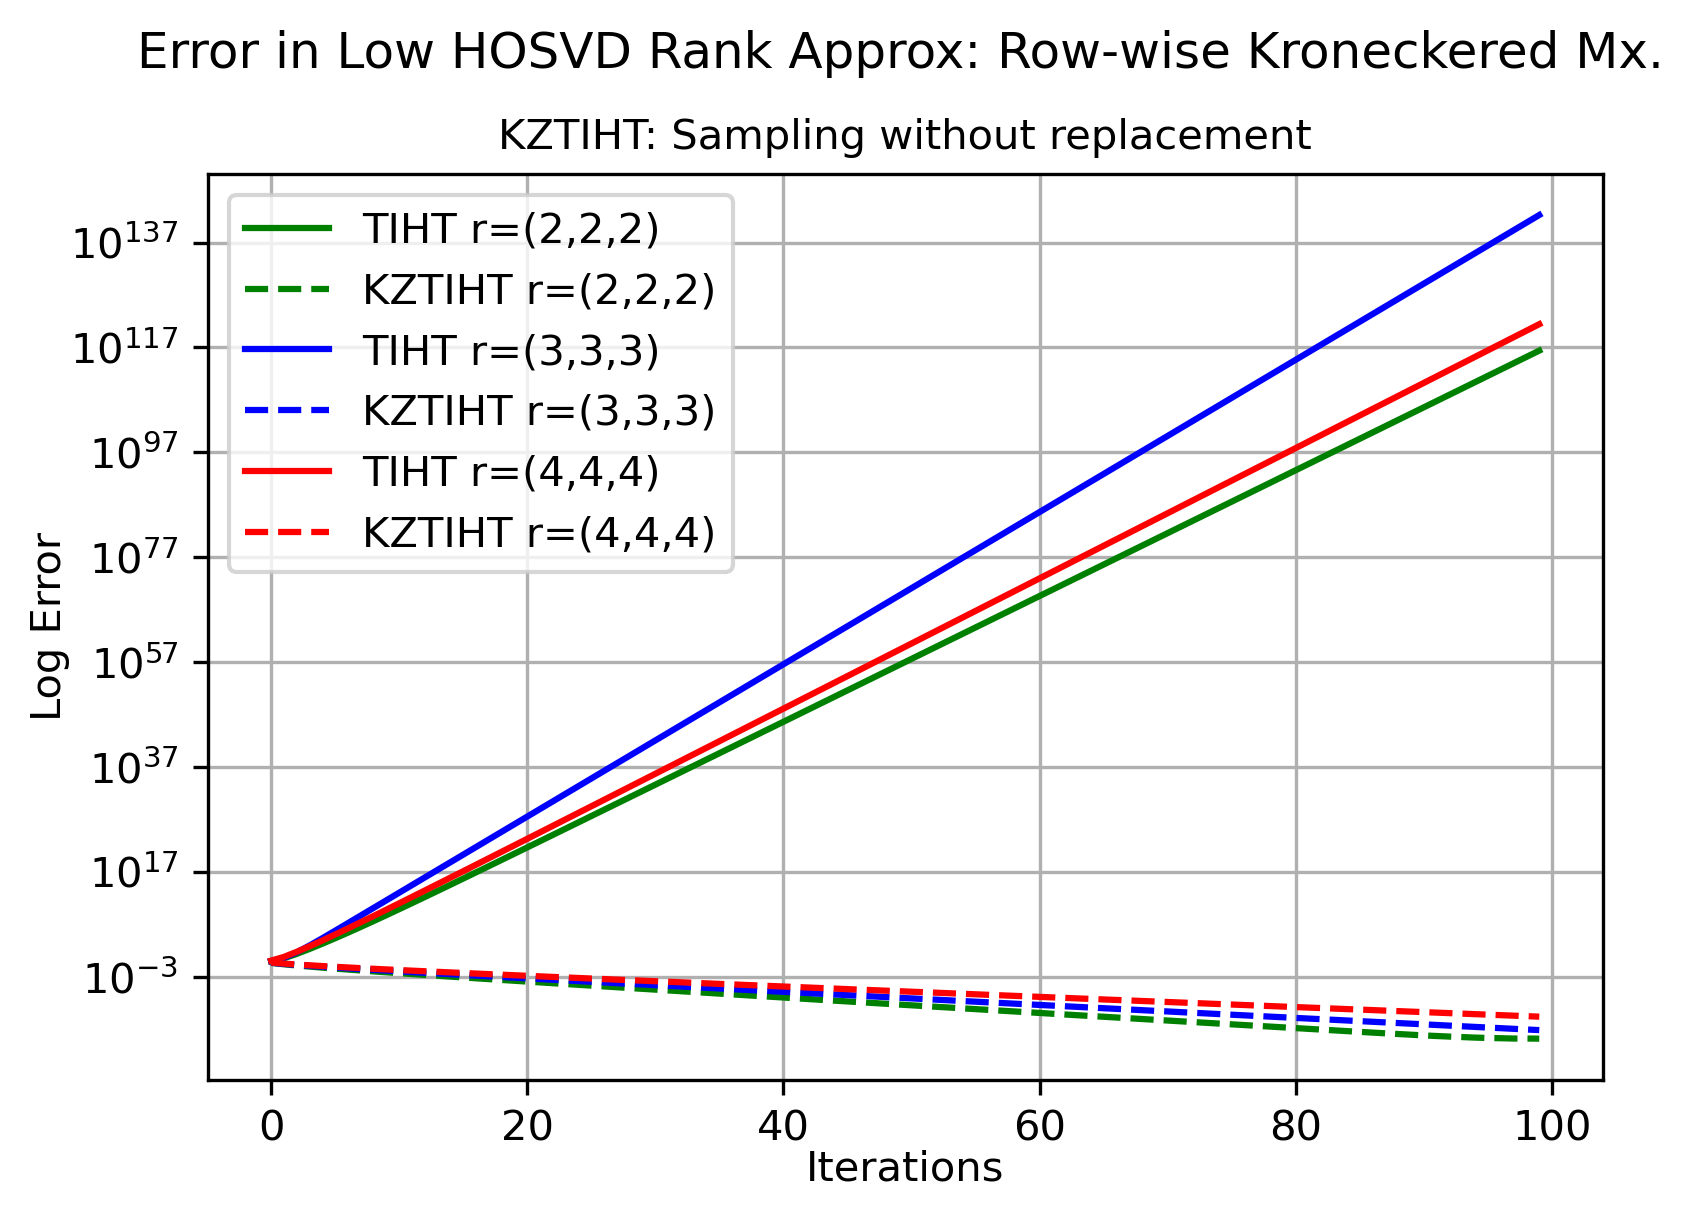 Error in Low HOSVD Rank Approx: Row-wise Kroneckered Mx.
KZTIHT: Sampling without replacement
TIHT r=(2,2,2)
KZTIHT r=(2,2,2)
TIHT r=(3,3,3)
KZTIHT r=(3,3,3)
TIHT r=(4,4,4)
KZTIHT r=(4,4,4)
Log Error
10^137
10^117
10^97
10^77
10^57
10^37
10^17
10^−3
0 20 40 60 80 100
Iterations